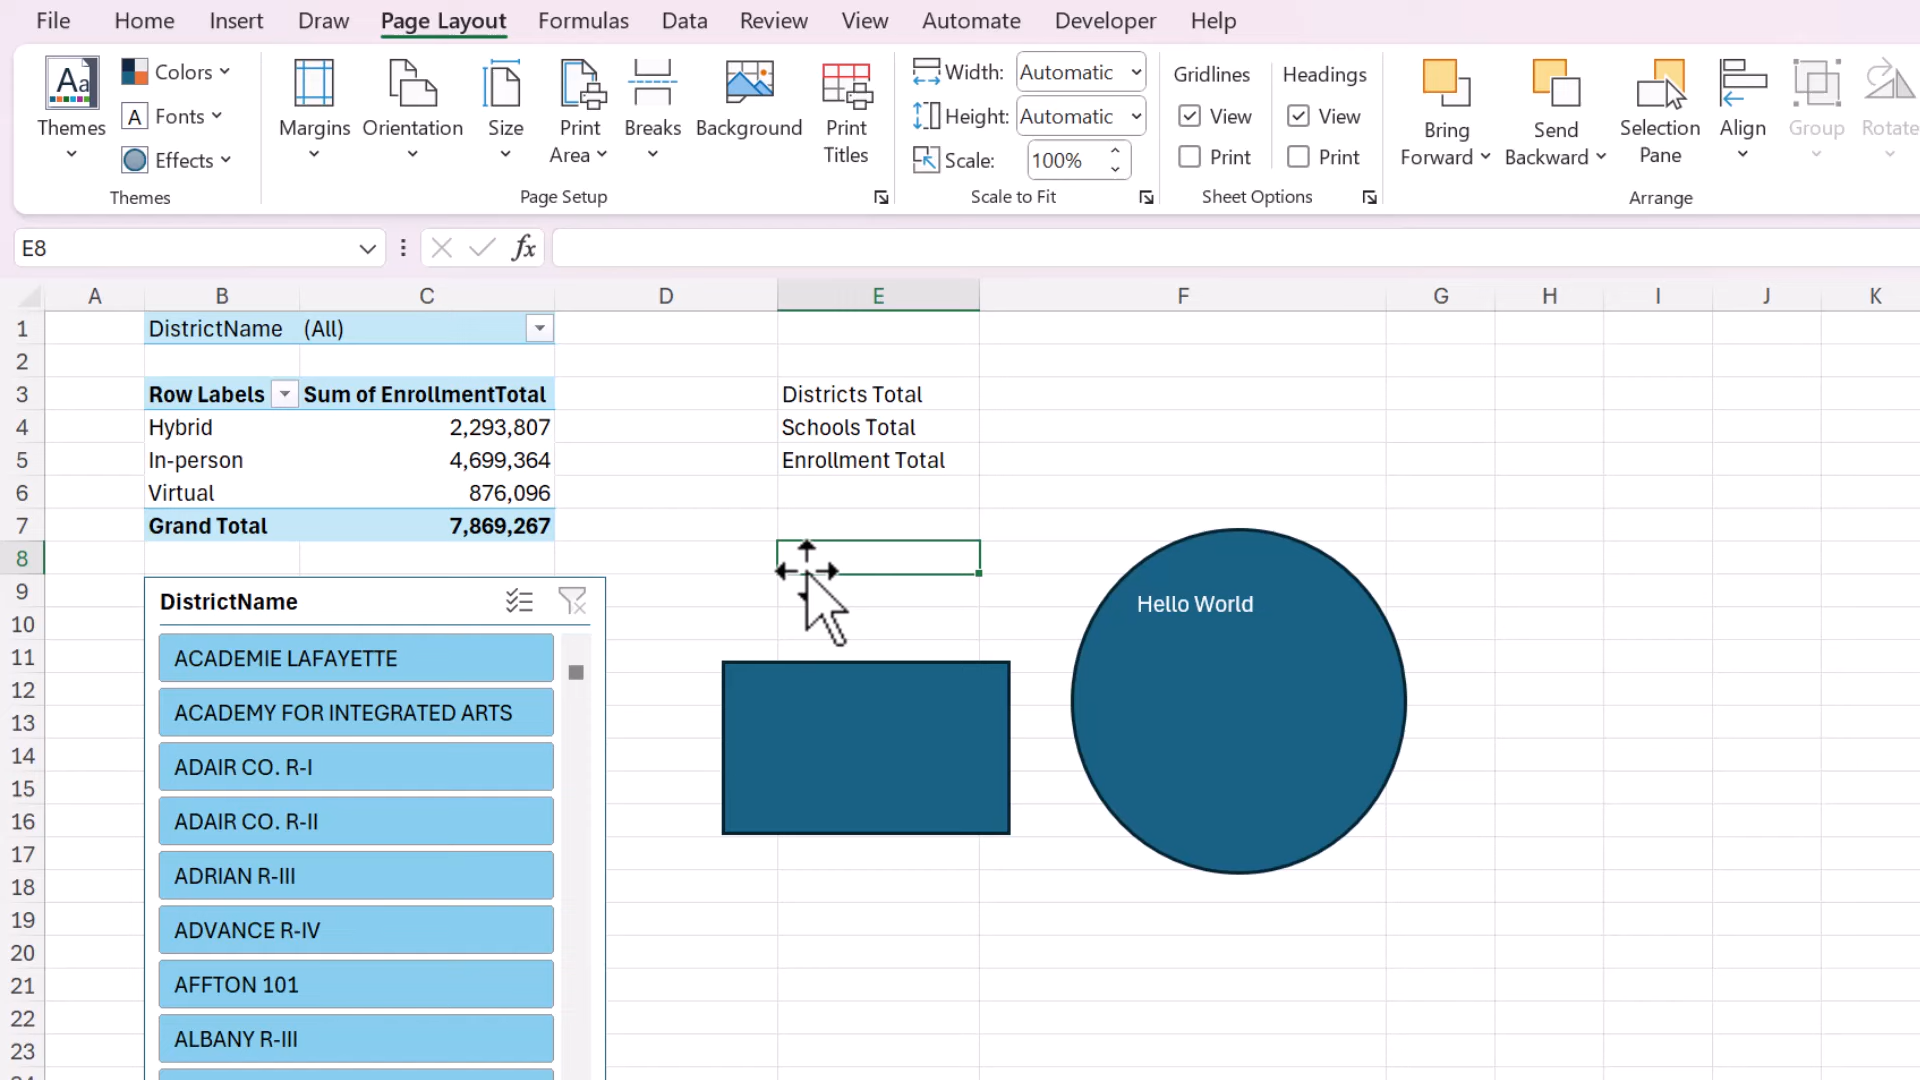 File Home Insert Draw Page Layout Formulas Data Review View Automate Developer Help
Themes
Colors
Fonts
Effects
Themes
Margins
Orientation
Size
Print Area
Breaks
Background
Print Titles
Page Setup
Width: Automatic
Height: Automatic
Scale: 100%
Scale to Fit
Gridlines
View
Print
Headings
View
Print
Sheet Options
Bring Forward
Send Backward
Selection Pane
Align
Group
Rotate
Arrange
E8
fx
A B C D E F G H I J K
1 DistrictName (All)
2
3 Row Labels Sum of EnrollmentTotal Districts Total
4 Hybrid 2,293,807 Schools Total
5 In-person 4,699,364 Enrollment Total
6 Virtual 876,096
7 Grand Total 7,869,267
8
9 DistrictName Hello World
10
11 ACADEMIE LAFAYETTE
12
13 ACADEMY FOR INTEGRATED ARTS
14 ADAIR CO. R-I
15
16 ADAIR CO. R-II
17
18 ADRIAN R-III
19 ADVANCE R-IV
20
21 AFFTON 101
22
23 ALBANY R-III